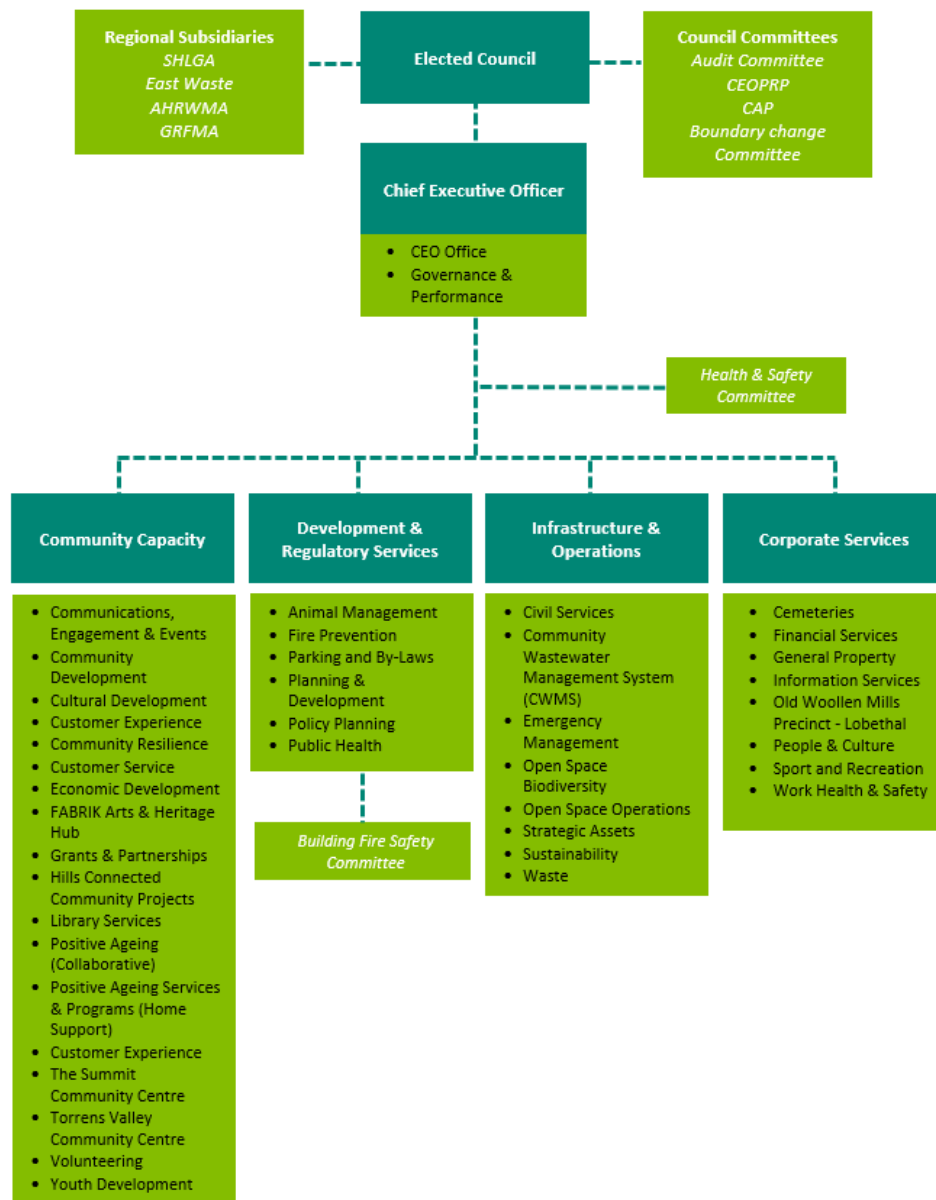 Regional Subsidiaries
SHLGA
East Waste
AHRWMA
GRFMA
Elected Council
Council Committees
Audit Committee
CEOPRP
CAP
Boundary change
Committee
Chief Executive Officer
• CEO Office
• Governance &
Performance
Health & Safety
Committee
Community Capacity
• Communications,
Engagement & Events
• Community
Development
• Cultural Development
• Customer Experience
• Community Resilience
• Customer Service
• Economic Development
• FABRIK Arts & Heritage
Hub
• Grants & Partnerships
• Hills Connected
Community Projects
• Library Services
• Positive Ageing
(Collaborative)
• Positive Ageing Services
& Programs (Home
Support)
• Customer Experience
• The Summit
Community Centre
• Torrens Valley
Community Centre
• Volunteering
• Youth Development
Development &
Regulatory Services
• Animal Management
• Fire Prevention
• Parking and By-Laws
• Planning &
Development
• Policy Planning
• Public Health
Building Fire Safety
Committee
Infrastructure &
Operations
• Civil Services
• Community
Wastewater
Management System
(CWMS)
• Emergency
Management
• Open Space
Biodiversity
• Open Space Operations
• Strategic Assets
• Sustainability
• Waste
Corporate Services
• Cemeteries
• Financial Services
• General Property
• Information Services
• Old Woollen Mills
Precinct - Lobethal
• People & Culture
• Sport and Recreation
• Work Health & Safety